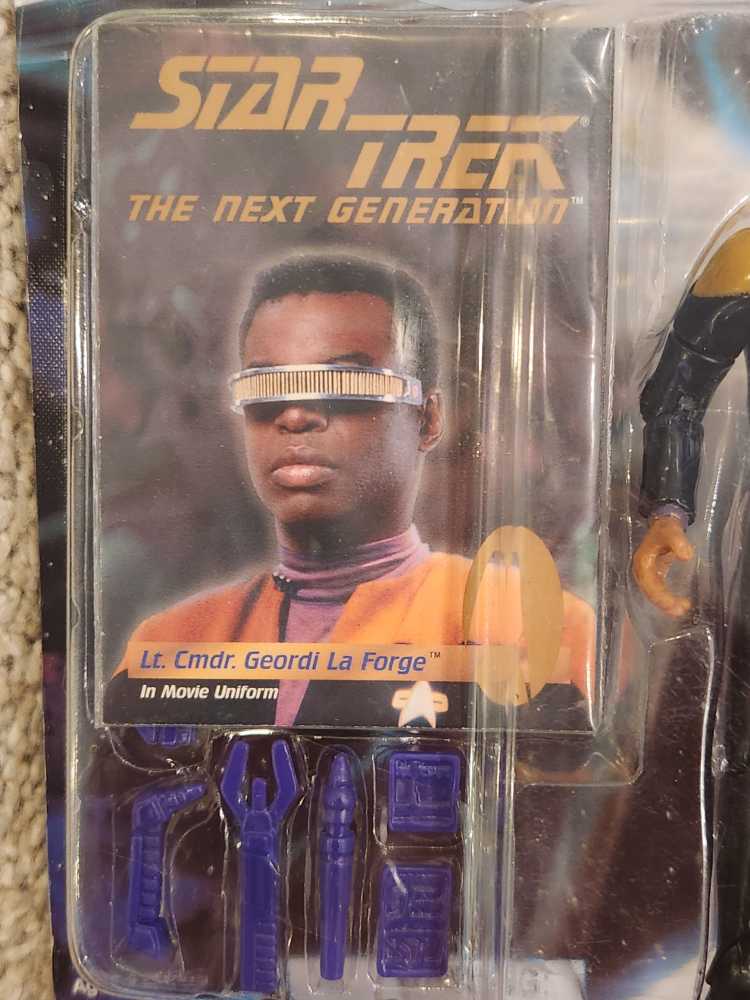 STAR
TREK®
THE NEXT GENERATION™
Lt. Cmdr. Geordi La Forge™
In Movie Uniform